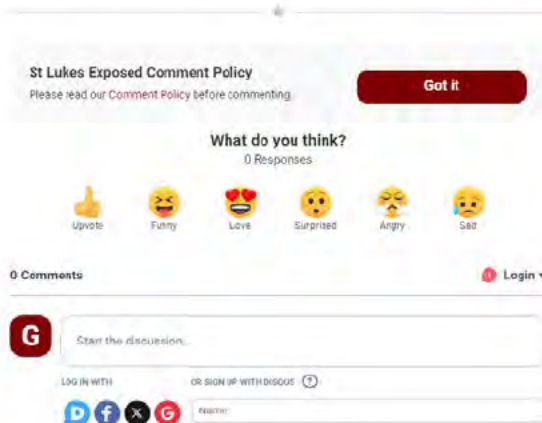 St Lukes Exposed Comment Policy
Please read our Comment Policy before commenting.
Got it
What do you think?
0 Responses
Upvote Funny Love Surprised Angry Sad
0 Comments
1 Login
G
Start the discussion...
LOG IN WITH
OR SIGN UP WITH DISQUS ?
D f X G
Name